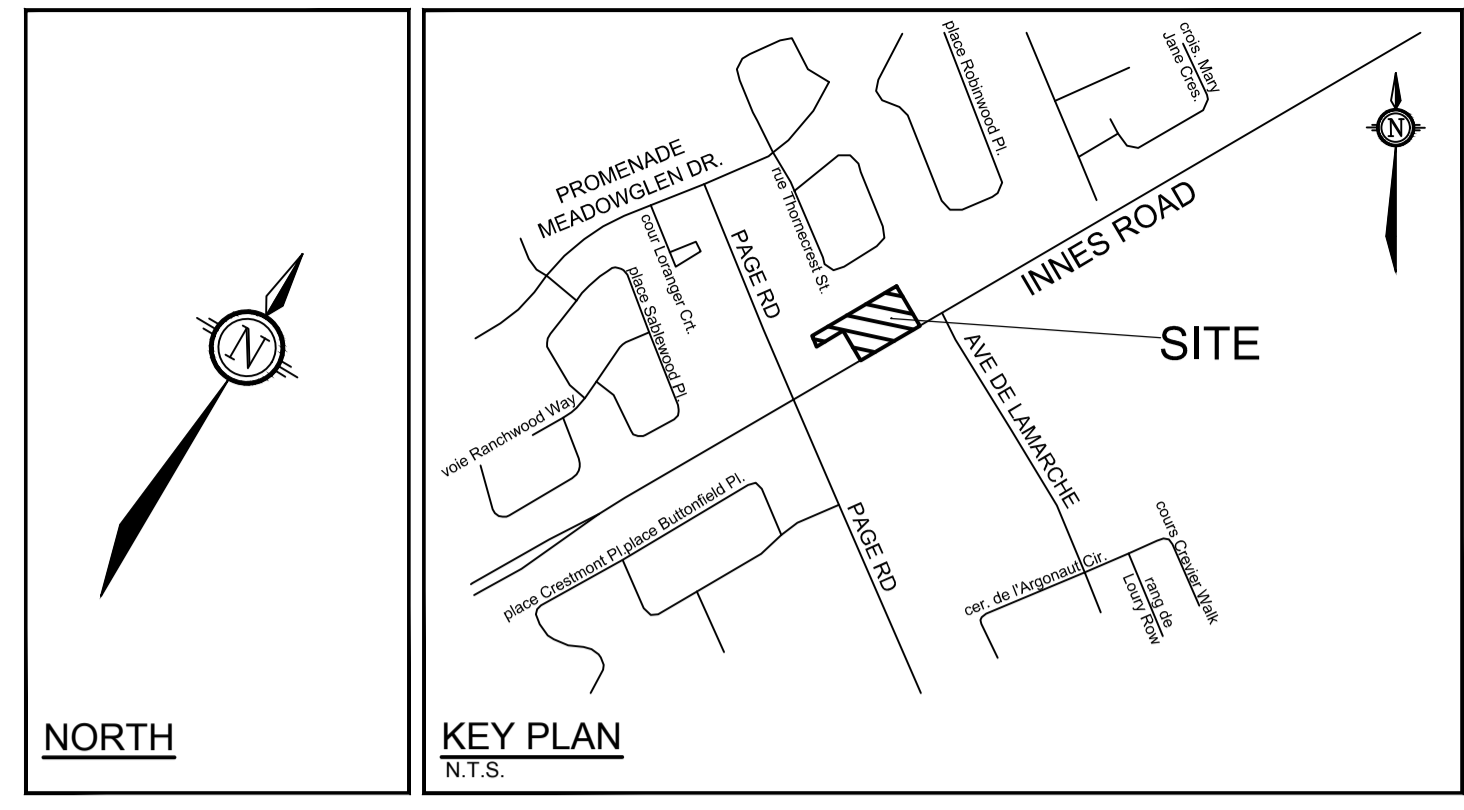 N
NORTH
PROMENADE
MEADOWGLEN DR.
cour Loranger Crt.
place Sablewood Pl.
voie Ranchwood Way
PAGE RD
rue Thornecrest St.
place Robinwood Pl.
crois. Mary
Jane Cres.
N
INNES ROAD
SITE
AVE DE LAMARCHE
place Crestmont Pl.
place Buttonfield Pl.
PAGE RD
cer. de l'Argonaut Cir.
rang de
Loury Row
cours Crevier Walk
KEY PLAN
N.T.S.